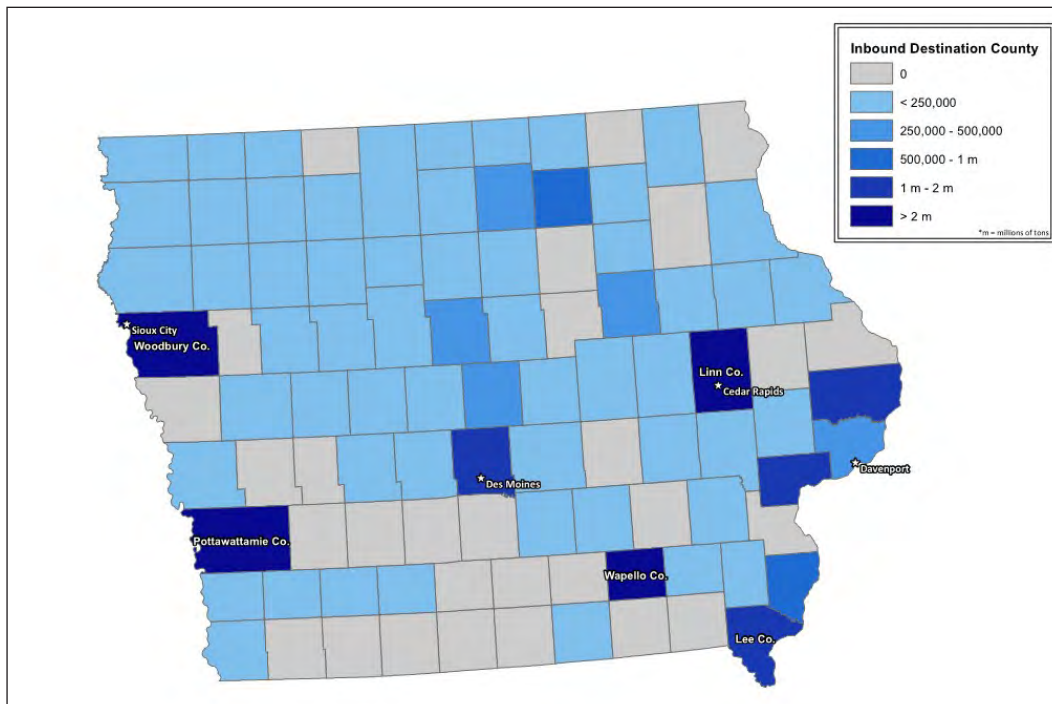 Inbound Destination County
0
< 250,000
250,000 - 500,000
500,000 - 1 m
1 m - 2 m
> 2 m
*m = millions of tons
Sioux City
Woodbury Co.
Linn Co.
Cedar Rapids
Davenport
Des Moines
Pottawattamie Co.
Wapello Co.
Lee Co.